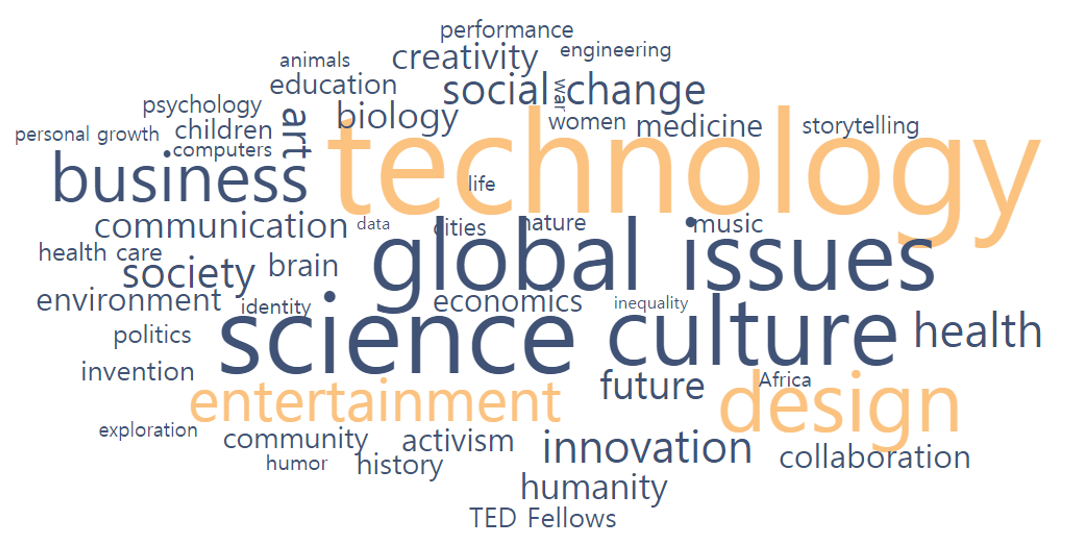 performance
creativity
engineering
animals
education
social change
war
psychology
art
biology
women
medicine
storytelling
personal growth
children
computers
technology
business
life
communication
data
cities
nature
music
health care
society
brain
global issues
environment
identity
economics
inequality
politics
science
culture
health
invention
entertainment
future
Africa
design
exploration
community
activism
innovation
collaboration
humor
history
humanity
TED Fellows